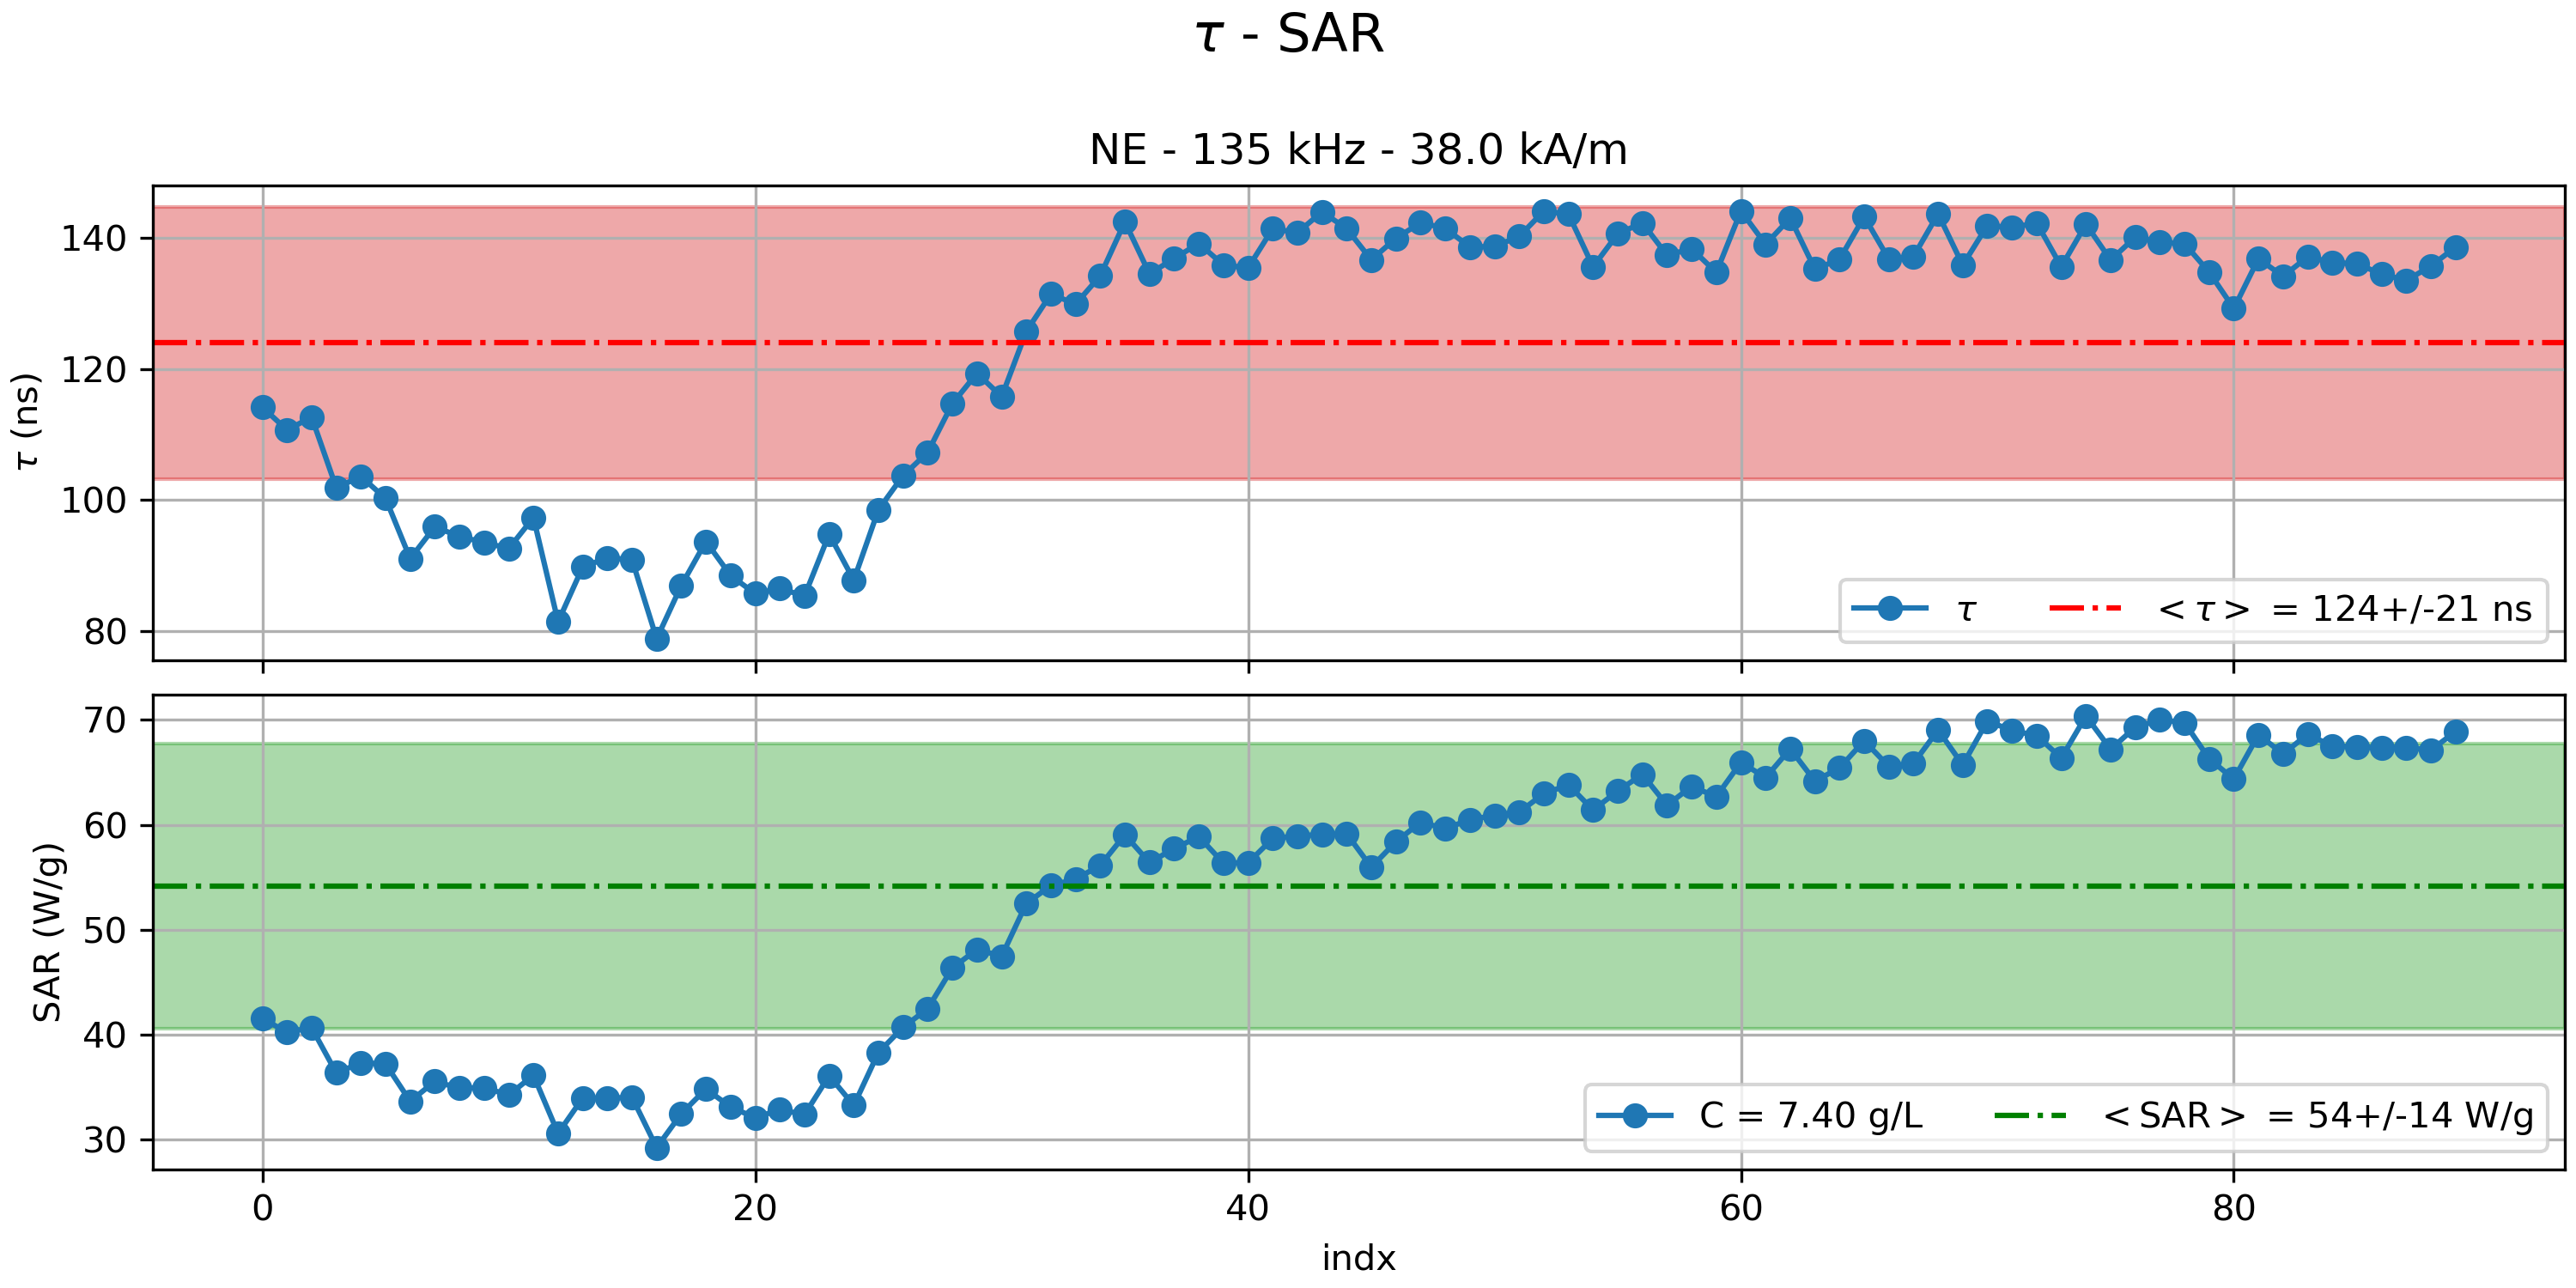 τ - SAR
NE - 135 kHz - 38.0 kA/m
τ (ns)
140
120
100
80
τ
<τ> = 124+/-21 ns
SAR (W/g)
70
60
50
40
30
C = 7.40 g/L
<SAR> = 54+/-14 W/g
0 20 40 60 80
indx